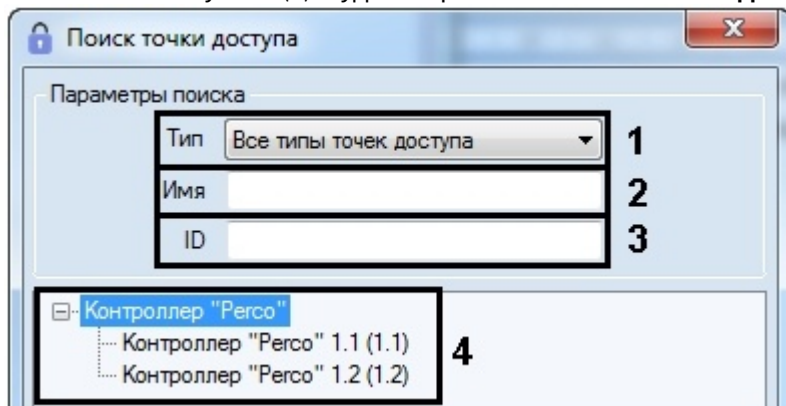 Поиск точки доступа
Параметры поиска
Тип Все типы точек доступа 1
Имя 2
ID 3
Контроллер "Perco"
Контроллер "Perco" 1.1 (1.1)
Контроллер "Perco" 1.2 (1.2)
4